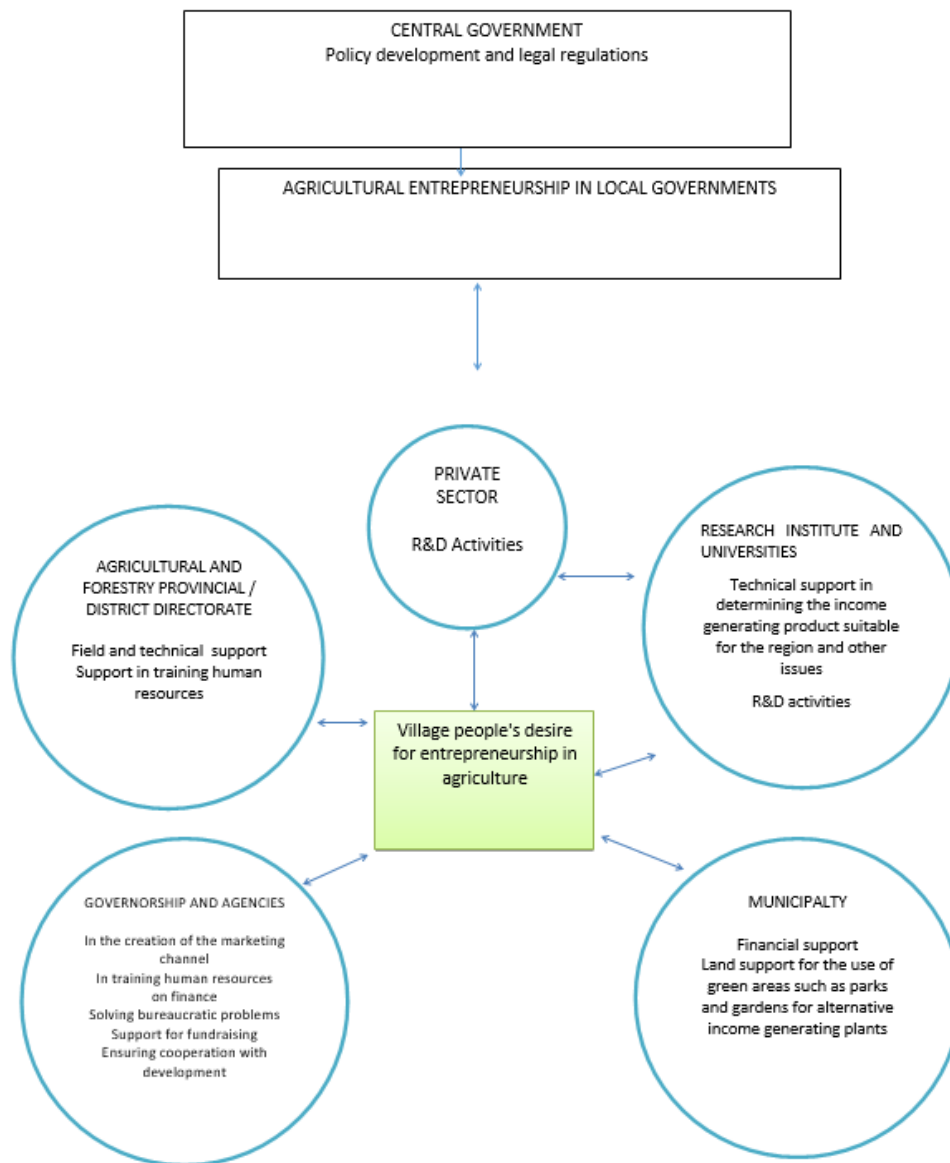 CENTRAL GOVERNMENT
Policy development and legal regulations
AGRICULTURAL ENTREPRENEURSHIP IN LOCAL GOVERNMENTS
PRIVATE
SECTOR
R&D Activities
AGRICULTURAL AND
FORESTRY PROVINCIAL /
DISTRICT DIRECTORATE
Field and technical support
Support in training human
resources
RESEARCH INSTITUTE AND
UNIVERSITIES
Technical support in
determining the income
generating product suitable
for the region and other
issues
R&D activities
Village people's desire
for entrepreneurship in
agriculture
GOVERNORSHIP AND AGENCIES
In the creation of the marketing
channel
In training human resources
on finance
Solving bureaucratic problems
Support for fundraising
Ensuring cooperation with
development
MUNICIPALTY
Financial support
Land support for the use of
green areas such as parks
and gardens for alternative
income generating plants